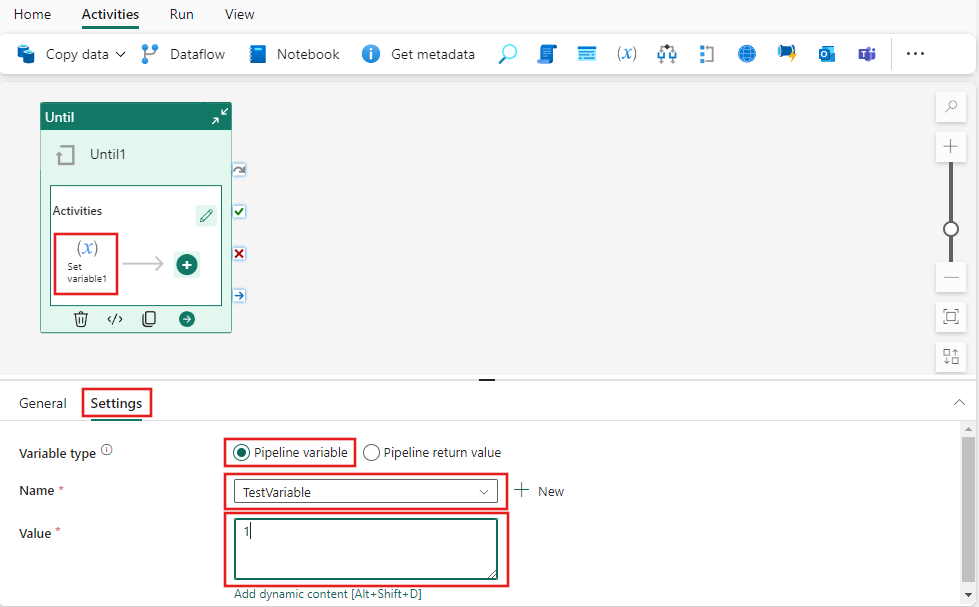 Home Activities Run View
Copy data Dataflow Notebook i Get metadata (x) ...
Until
Until1
Activities
(x)
Set
variable1
</>
General Settings
Variable type i Pipeline variable Pipeline return value
Name * TestVariable + New
Value * 1
Add dynamic content [Alt+Shift+D]